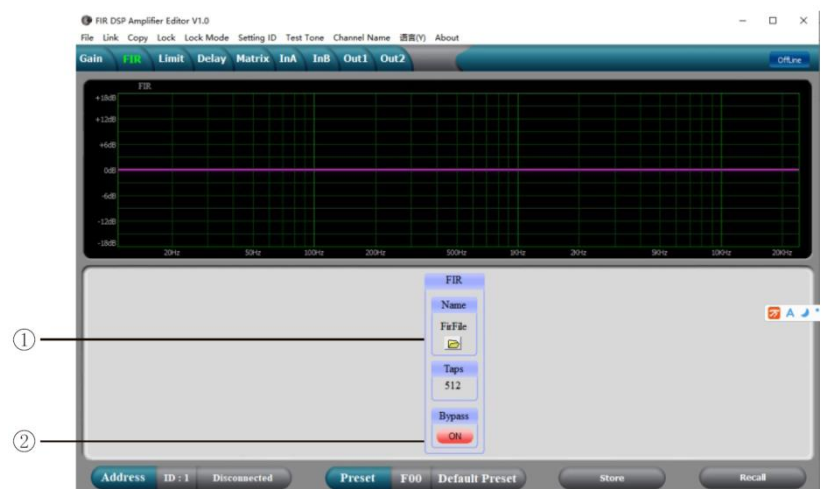 FIR DSP Amplifier Editor V1.0
File Link Copy Lock Lock Mode Setting ID Test Tone Channel Name 语言(Y) About
Gain FIR Limit Delay Matrix InA InB Out1 Out2 OffLine
FIR
+18dB
+12dB
+6dB
0dB
-6dB
-12dB
-18dB
20Hz 50Hz 100Hz 200Hz 500Hz 1KHz 2KHz 5KHz 10KHz 20KHz
FIR
Name
FirFile
①
Taps
512
Bypass
② ON
A
Address ID : 1 Disconnected Preset F00 Default Preset Store Recall